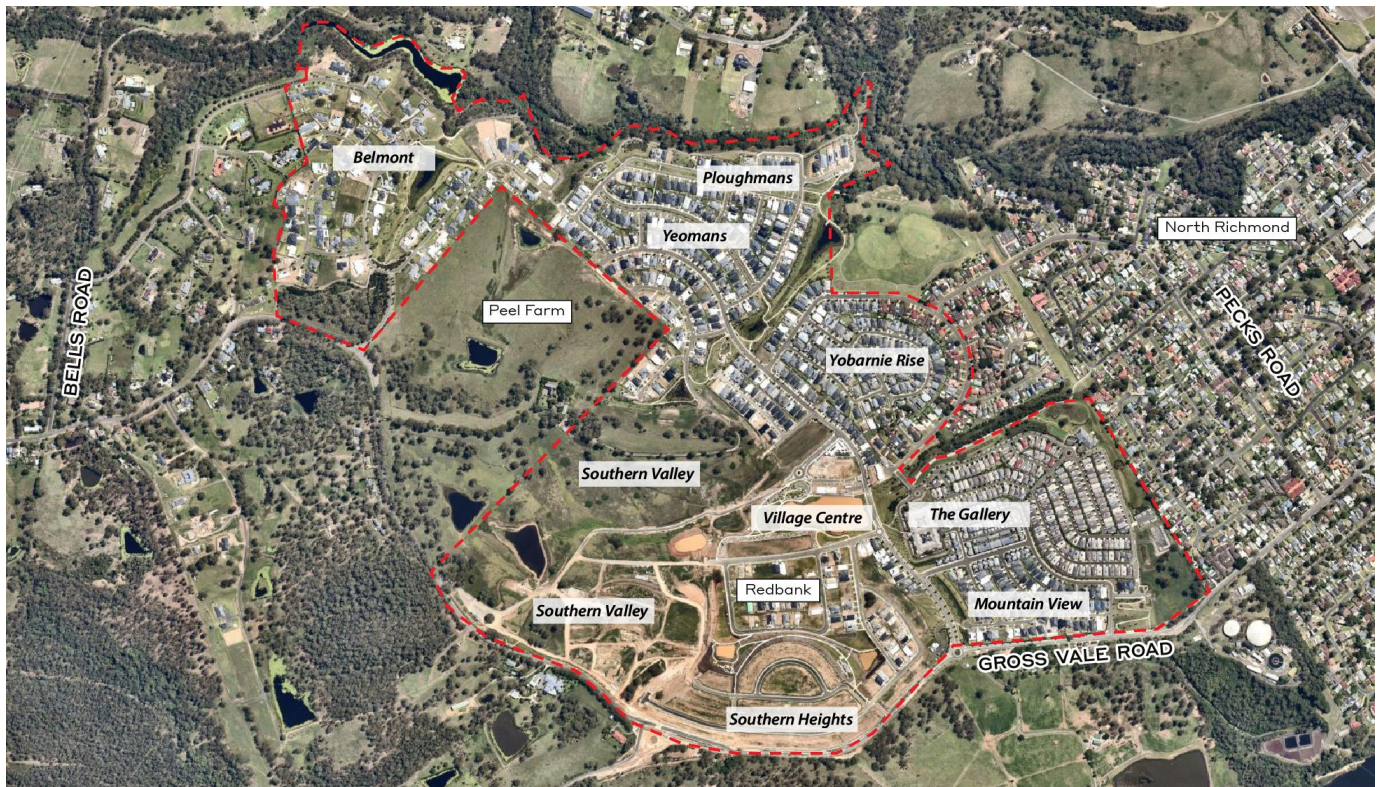 Belmont
Ploughmans
Yeomans
North Richmond
BELLS ROAD
Peel Farm
PECKS ROAD
Yobarnie Rise
Southern Valley
Village Centre
The Gallery
Redbank
Southern Valley
Mountain View
GROSS VALE ROAD
Southern Heights